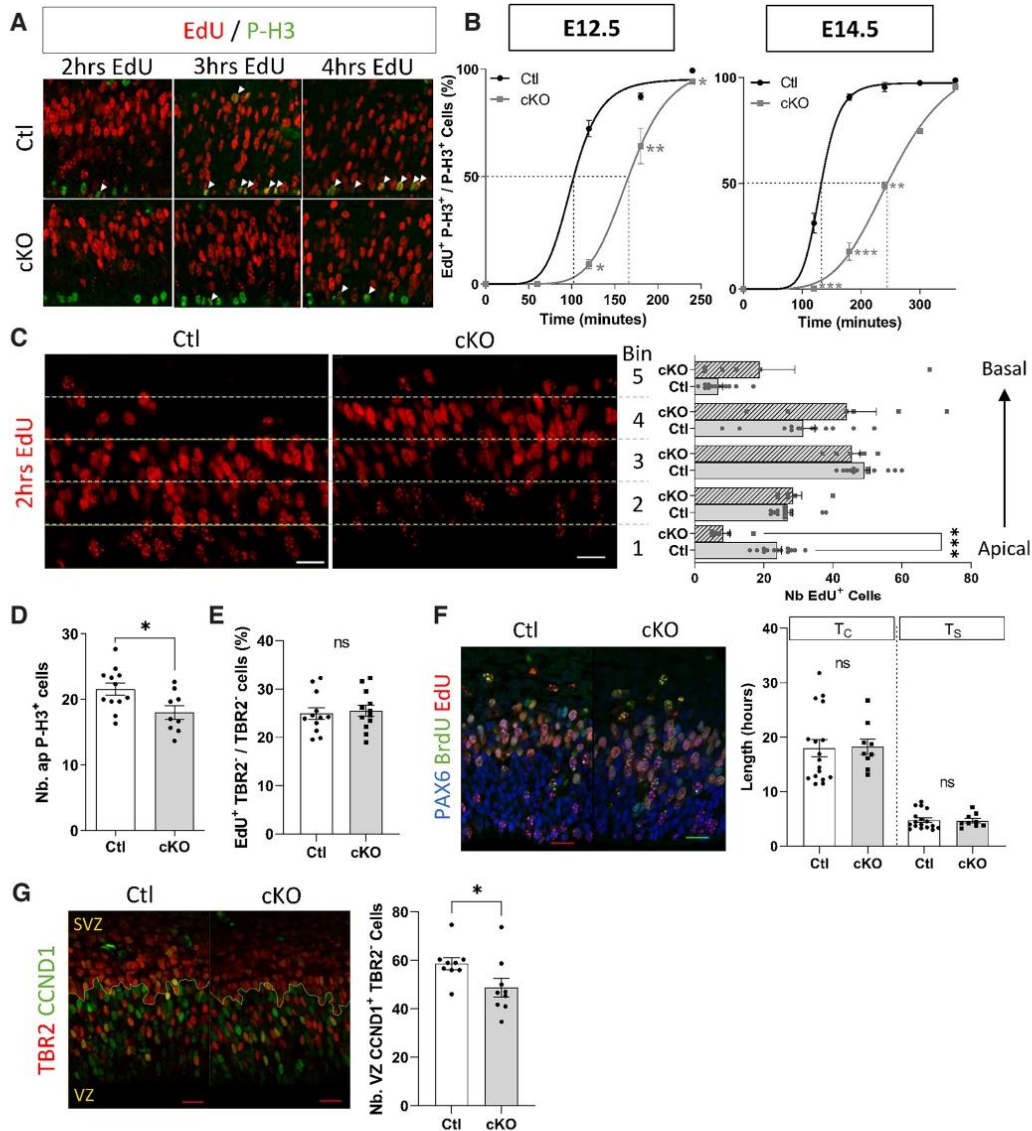 A
EdU / P-H3
2hrs EdU 3hrs EdU 4hrs EdU
Ctl
cKO
B
E12.5
E14.5
EdU⁺ P-H3⁺ / P-H3⁺ Cells (%)
100
50
0
Ctl
cKO
*
**
*
0 50 100 150 200 250
Time (minutes)
100
50
0
Ctl
cKO
***
***
**
0 100 200 300
Time (minutes)
C
Ctl
cKO
2hrs EdU
Bin
5
4
3
2
1
cKO
Ctl
cKO
Ctl
cKO
Ctl
cKO
Ctl
cKO
Ctl
***
0 20 40 60 80
Nb EdU⁺ Cells
Basal
Apical
D
Nb. ap P-H3⁺ cells
30
20
10
0
*
Ctl cKO
E
EdU⁺ TBR2⁻ / TBR2⁻ cells (%)
40
30
20
10
0
ns
Ctl cKO
F
Ctl cKO
PAX6 BrdU EdU
Length (hours)
40
30
20
10
0
T_C T_S
ns
ns
Ctl cKO Ctl cKO
G
Ctl cKO
TBR2 CCND1
SVZ
VZ
Nb. VZ CCND1⁺ TBR2⁻ Cells
80
60
40
20
0
*
Ctl cKO